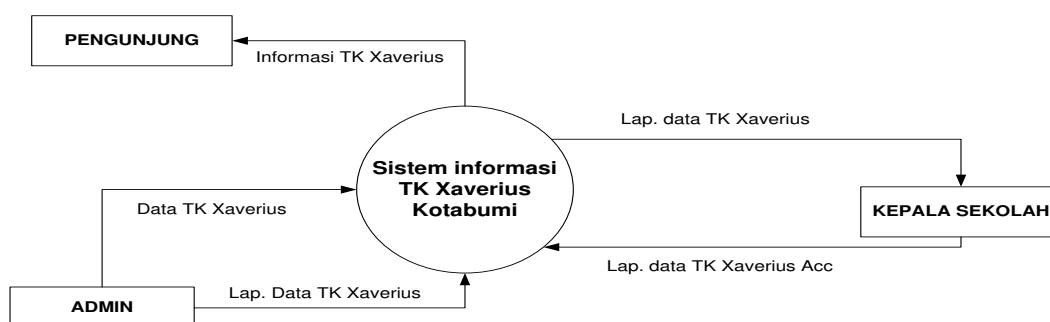 PENGUNJUNG
Informasi TK Xaverius
Lap. data TK Xaverius
Sistem informasi
TK Xaverius
Kotabumi
Data TK Xaverius
KEPALA SEKOLAH
Lap. data TK Xaverius Acc
Lap. Data TK Xaverius
ADMIN